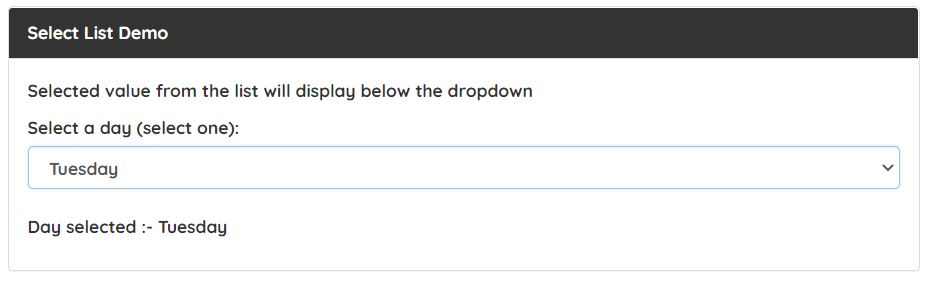 Select List Demo
Selected value from the list will display below the dropdown
Select a day (select one):
Tuesday
Day selected :- Tuesday